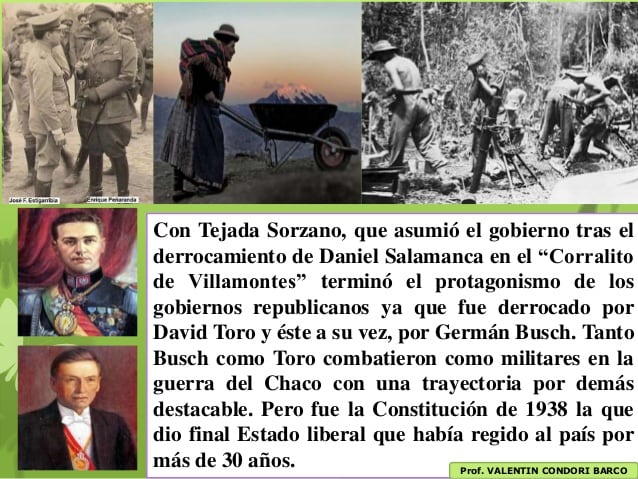 José F. Estigarribia
Enrique Peñaranda
Con Tejada Sorzano, que asumió el gobierno tras el
derrocamiento de Daniel Salamanca en el “Corralito
de Villamontes” terminó el protagonismo de los
gobiernos republicanos ya que fue derrocado por
David Toro y éste a su vez, por Germán Busch. Tanto
Busch como Toro combatieron como militares en la
guerra del Chaco con una trayectoria por demás
destacable. Pero fue la Constitución de 1938 la que
dio final Estado liberal que había regido al país por
más de 30 años.
Prof. VALENTIN CONDORI BARCO